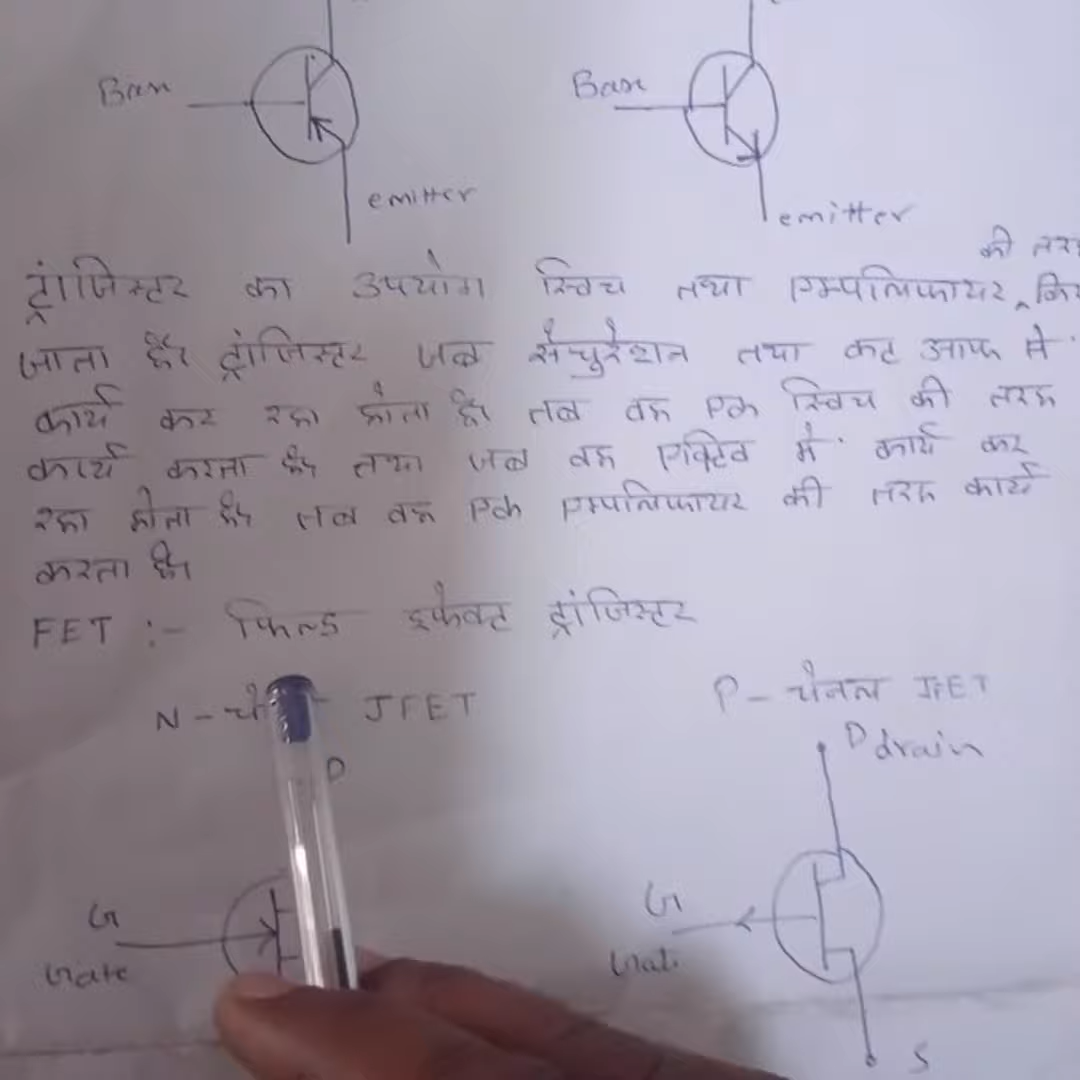 Base Base
emitter
emitter
की तरह
ट्रांजिस्टर का उपयोग स्विच तथा एम्पलिफायर
जाता है। ट्रांजिस्टर जब सैचुरेशन तथा कट आफ में
कार्य कर रहा होता है। तब वह एक स्विच की तरह
कार्य करता है। तथा जब वह एक्टिव में कार्य कर
रहा होता है। तब वह एक एम्पलिफायर की तरह कार्य
करता है।
FET :- फिल्ड इफेक्ट ट्रांजिस्टर
N- JFET P-चैनल JFET
D D drain
G G
Gate
S